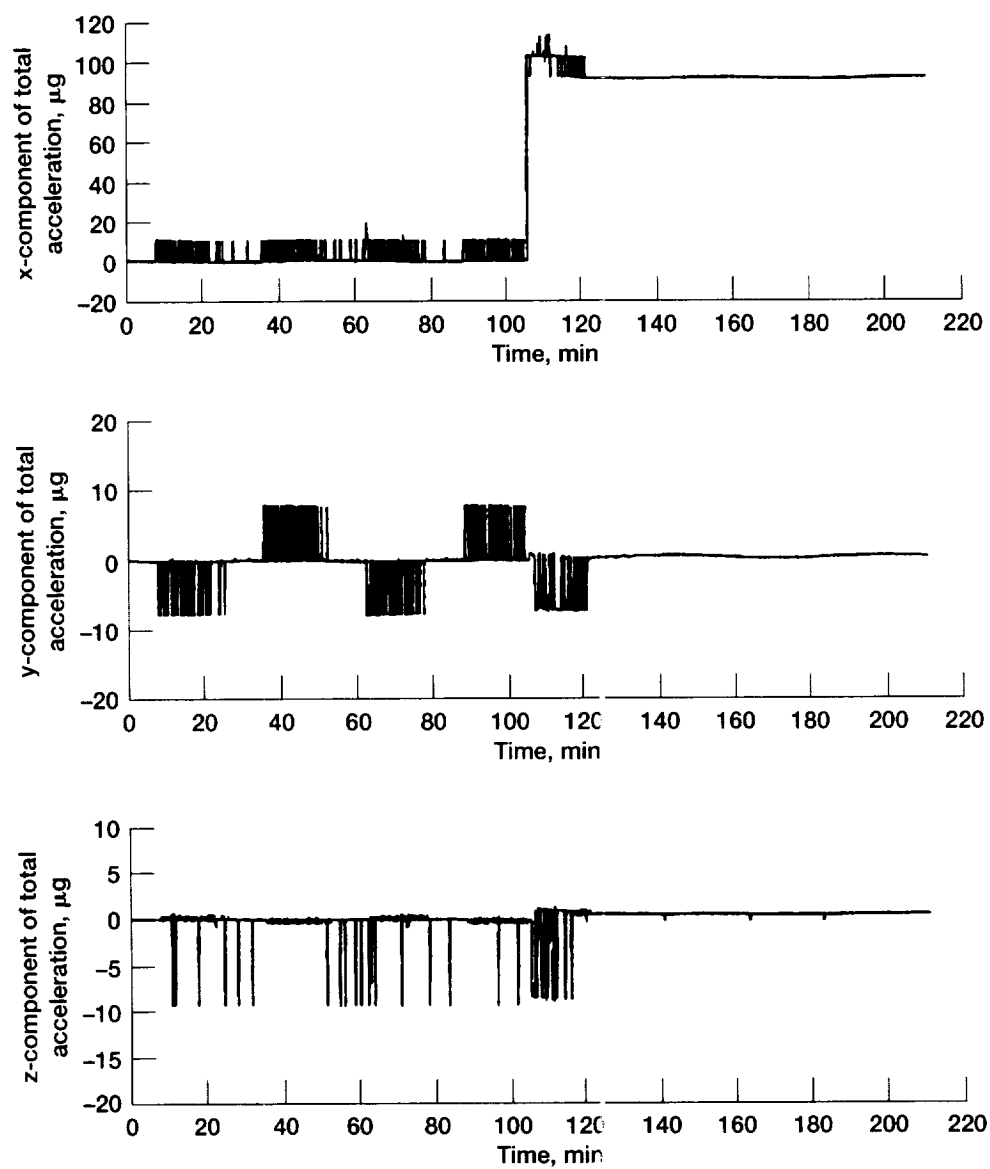 x-component of total
acceleration, μg
120
100
80
60
40
20
0
−20
0 20 40 60 80 100 120 140 160 180 200 220
Time, min
y-component of total
acceleration, μg
20
10
0
−10
−20
0 20 40 60 80 100 120 140 160 180 200 220
Time, min
z-component of total
acceleration, μg
10
5
0
−5
−10
−15
−20
0 20 40 60 80 100 120 140 160 180 200 220
Time, min